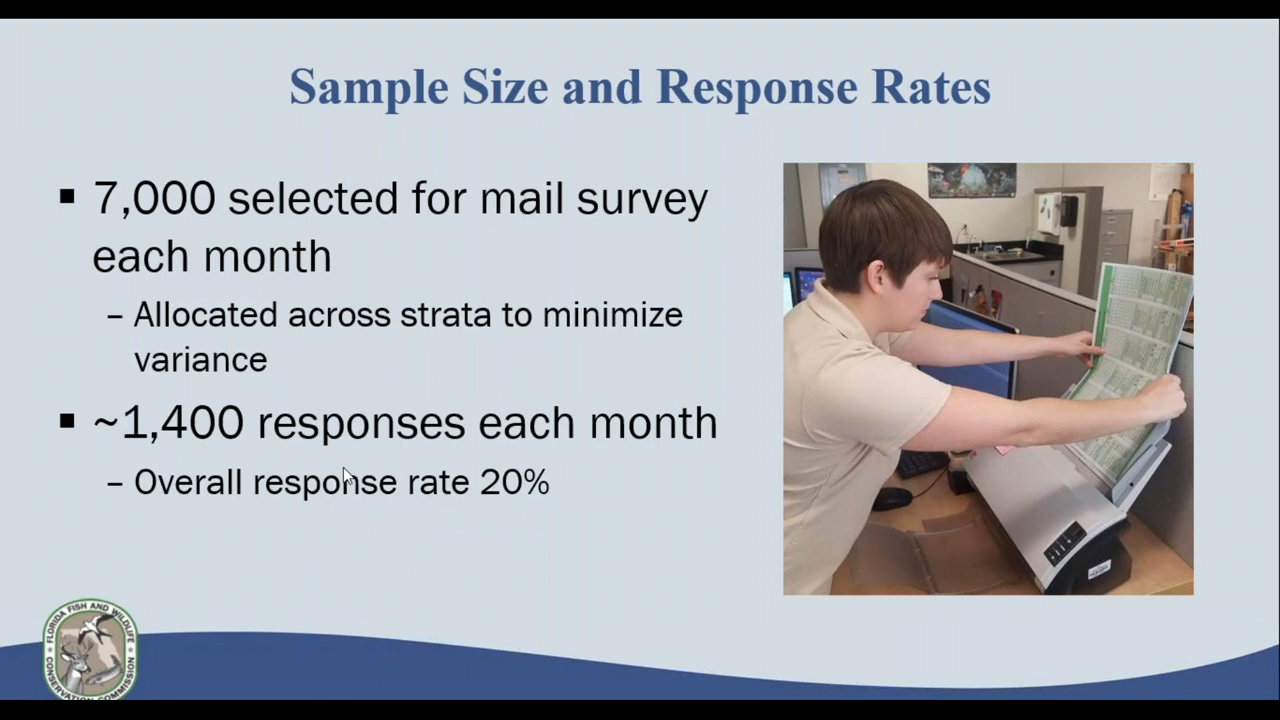 Sample Size and Response Rates
▪ 7,000 selected for mail survey
each month
– Allocated across strata to minimize
variance
▪ ~1,400 responses each month
– Overall response rate 20%
FLORIDA FISH AND WILDLIFE
CONSERVATION COMMISSION